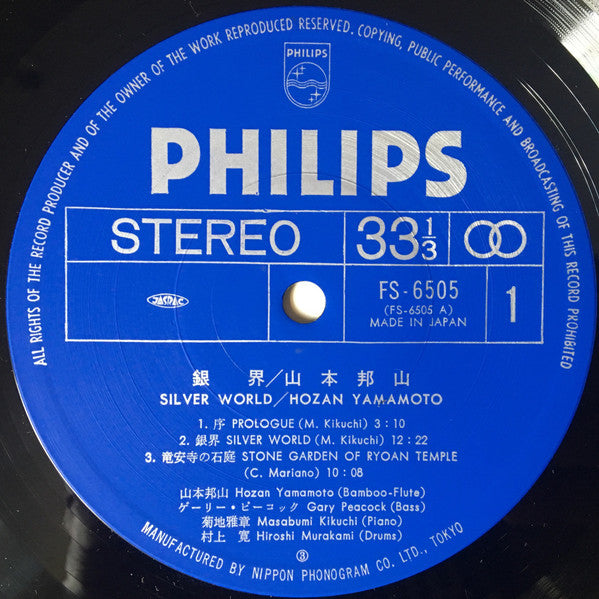 ALL RIGHTS OF THE RECORD PRODUCER AND OF THE OWNER OF THE WORK REPRODUCED RESERVED. COPYING, PUBLIC PERFORMANCE AND BROADCASTING OF THIS RECORD PROHIBITED
PHILIPS
PHILIPS
STEREO 33 1/3
JASRAC
FS-6505
(FS-6505 A)
MADE IN JAPAN
1
銀界/山本邦山
SILVER WORLD/HOZAN YAMAMOTO
1. 序 PROLOGUE (M. Kikuchi) 3:10
2. 銀界 SILVER WORLD (M. Kikuchi) 12:22
3. 竜安寺の石庭 STONE GARDEN OF RYOAN TEMPLE
(C. Mariano) 10:08
山本邦山 Hozan Yamamoto (Bamboo-Flute)
ゲーリー・ピーコック Gary Peacock (Bass)
菊地雅章 Masabumi Kikuchi (Piano)
村上 寛 Hiroshi Murakami (Drums)
③
MANUFACTURED BY NIPPON PHONOGRAM CO. LTD., TOKYO